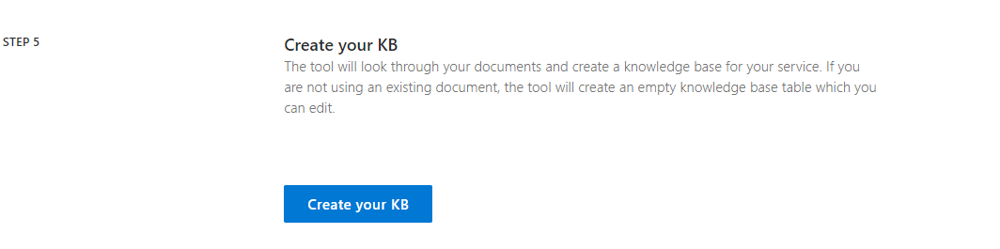 STEP 5
Create your KB
The tool will look through your documents and create a knowledge base for your service. If you
are not using an existing document, the tool will create an empty knowledge base table which you
can edit.
Create your KB